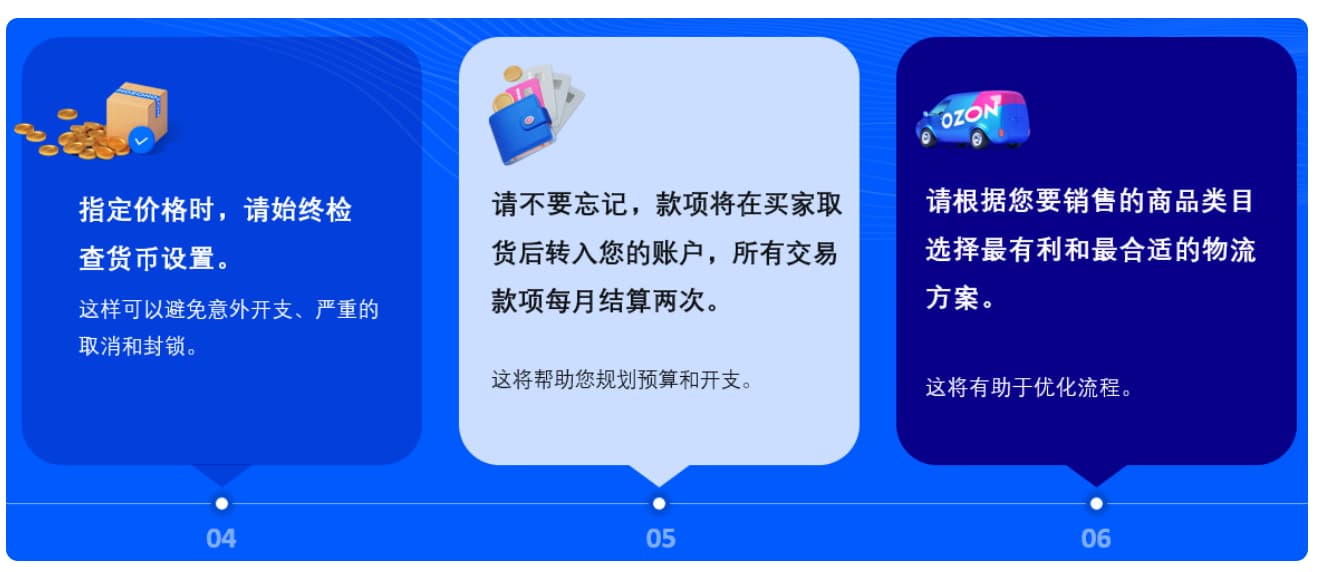 指定价格时，请始终检
查货币设置。
这样可以避免意外开支、严重的
取消和封锁。
04
请不要忘记，款项将在买家取
货后转入您的账户，所有交易
款项每月结算两次。
这将帮助您规划预算和开支。
05
OZON
请根据您要销售的商品类目
选择最有利和最合适的物流
方案。
这将有助于优化流程。
06